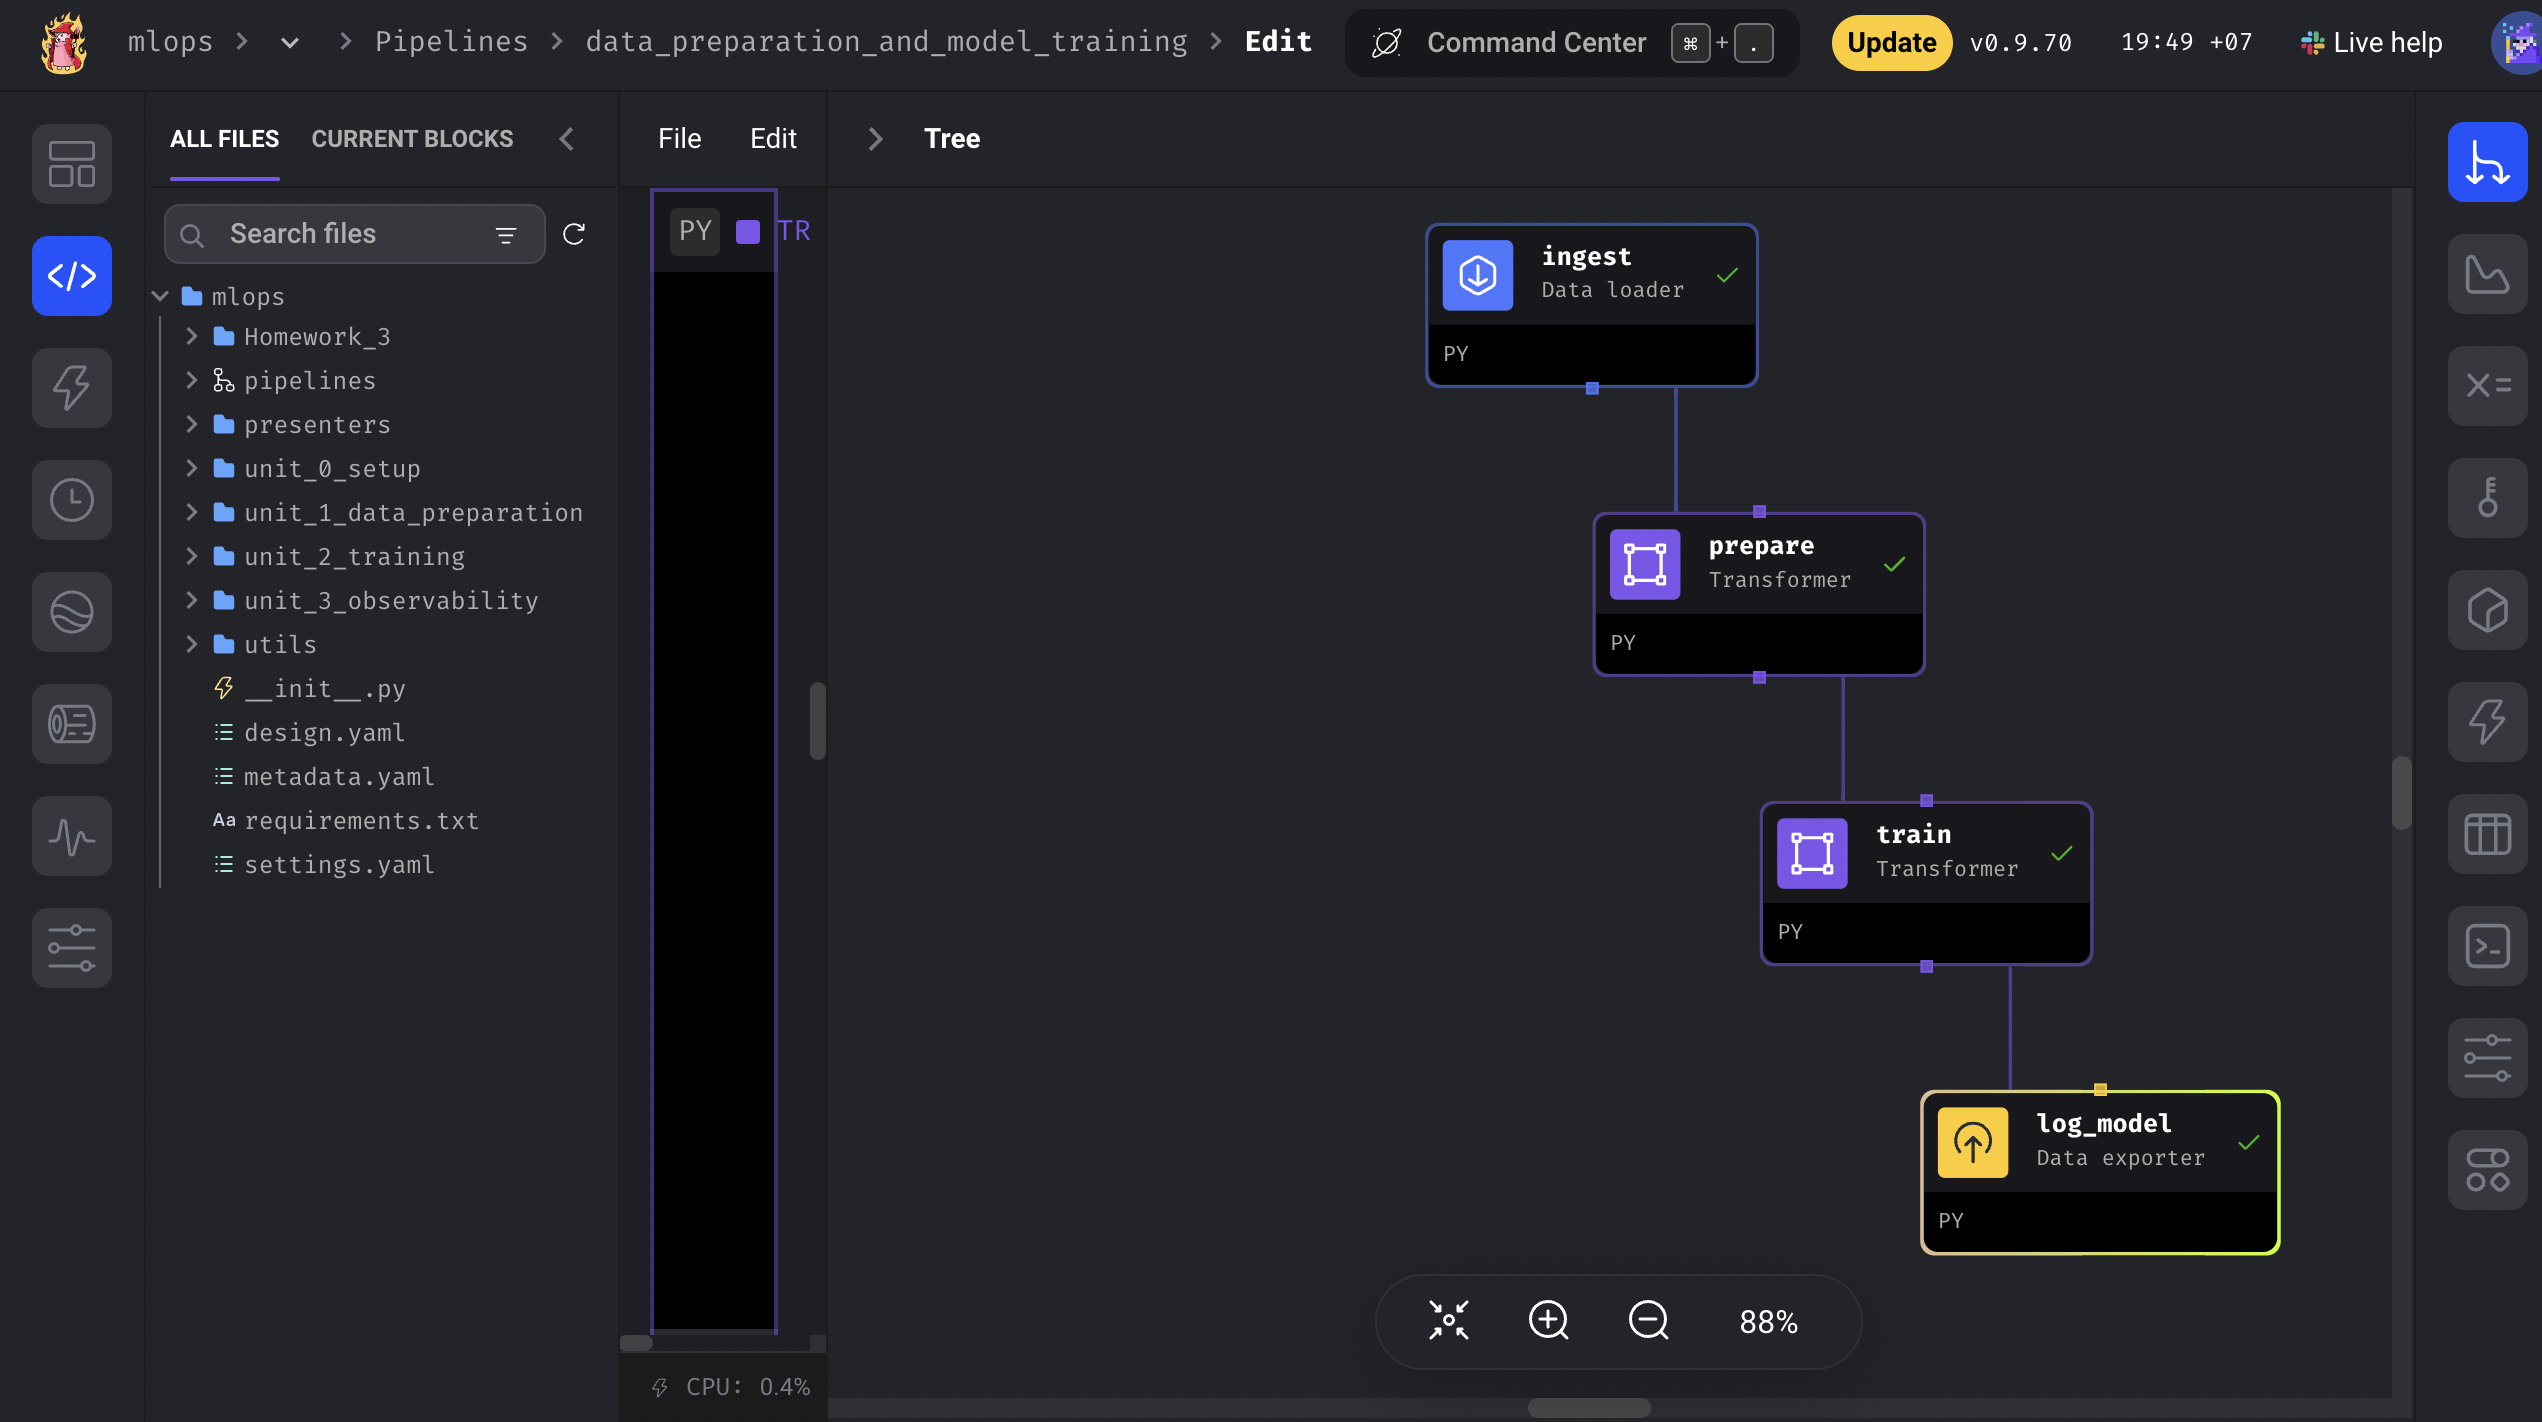 mlops > > Pipelines > data_preparation_and_model_training > Edit
Command Center ⌘ + .
Update v0.9.70 19:49 +07 Live help
ALL FILES CURRENT BLOCKS
File Edit
Tree
Search files
PY TR
mlops
Homework_3
pipelines
presenters
unit_0_setup
unit_1_data_preparation
unit_2_training
unit_3_observability
utils
__init__.py
design.yaml
metadata.yaml
Aa requirements.txt
settings.yaml
CPU: 0.4%
ingest
Data loader
PY
prepare
Transformer
PY
train
Transformer
PY
log_model
Data exporter
PY
88%